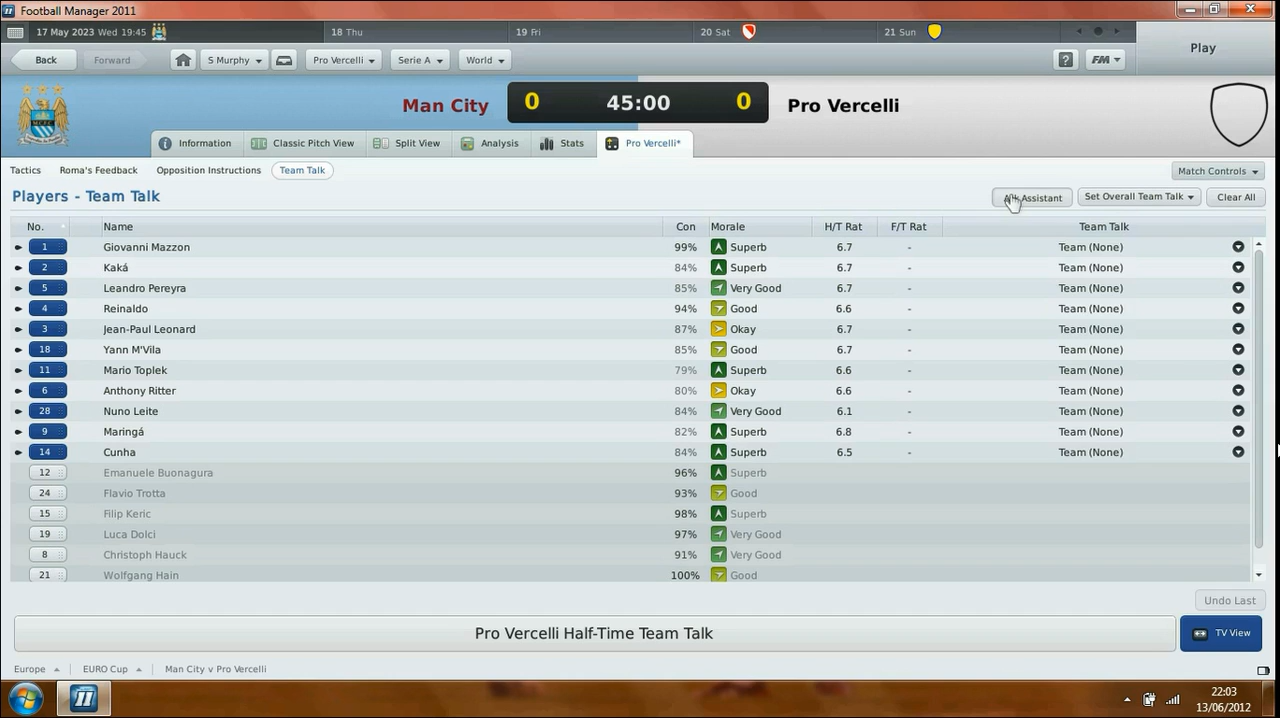 Football Manager 2011
17 May 2023 Wed 19:45 18 Thu 19 Fri 20 Sat 21 Sun
Play
Back Forward S Murphy Pro Vercelli Serie A World ? FM
Man City 0 45:00 0 Pro Vercelli
Information Classic Pitch View Split View Analysis Stats Pro Vercelli*
Tactics Roma's Feedback Opposition Instructions Team Talk Match Controls
Players - Team Talk Assistant Set Overall Team Talk Clear All
No. Name Con Morale H/T Rat F/T Rat Team Talk
1 Giovanni Mazzon 99% Superb 6.7 - Team (None)
2 Kaká 84% Superb 6.7 - Team (None)
5 Leandro Pereyra 85% Very Good 6.7 - Team (None)
4 Reinaldo 94% Good 6.6 - Team (None)
3 Jean-Paul Leonard 87% Okay 6.7 - Team (None)
18 Yann M'Vila 85% Good 6.7 - Team (None)
11 Mario Toplek 79% Superb 6.6 - Team (None)
6 Anthony Ritter 80% Okay 6.6 - Team (None)
28 Nuno Leite 84% Very Good 6.1 - Team (None)
9 Maringá 82% Superb 6.8 - Team (None)
14 Cunha 84% Superb 6.5 - Team (None)
12 Emanuele Buonagura 96% Superb
24 Flavio Trotta 93% Good
15 Filip Keric 98% Superb
19 Luca Dolci 97% Very Good
8 Christoph Hauck 91% Very Good
21 Wolfgang Hain 100% Good
Undo Last
Pro Vercelli Half-Time Team Talk TV View
Europe EURO Cup Man City v Pro Vercelli
22:03
13/06/2012